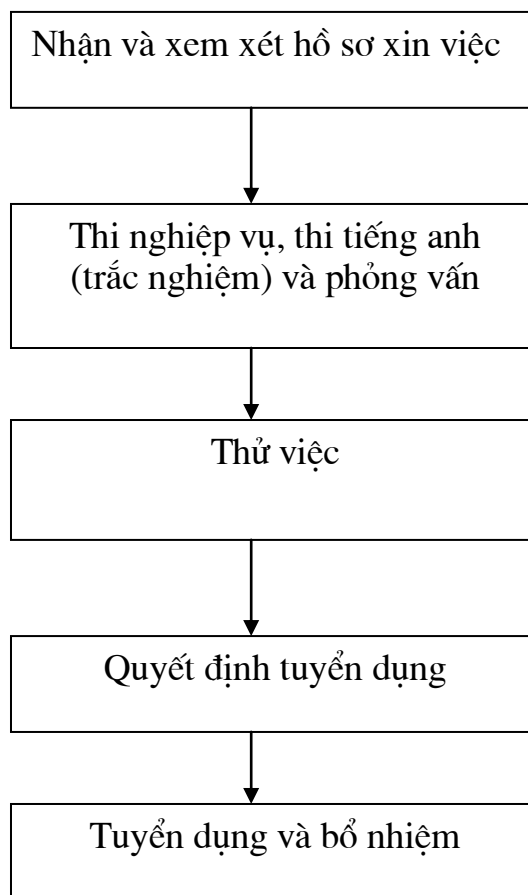 Nhận và xem xét hồ sơ xin việc
Thi nghiệp vụ, thi tiếng anh
(trắc nghiệm) và phỏng vấn
Thử việc
Quyết định tuyển dụng
Tuyển dụng và bổ nhiệm